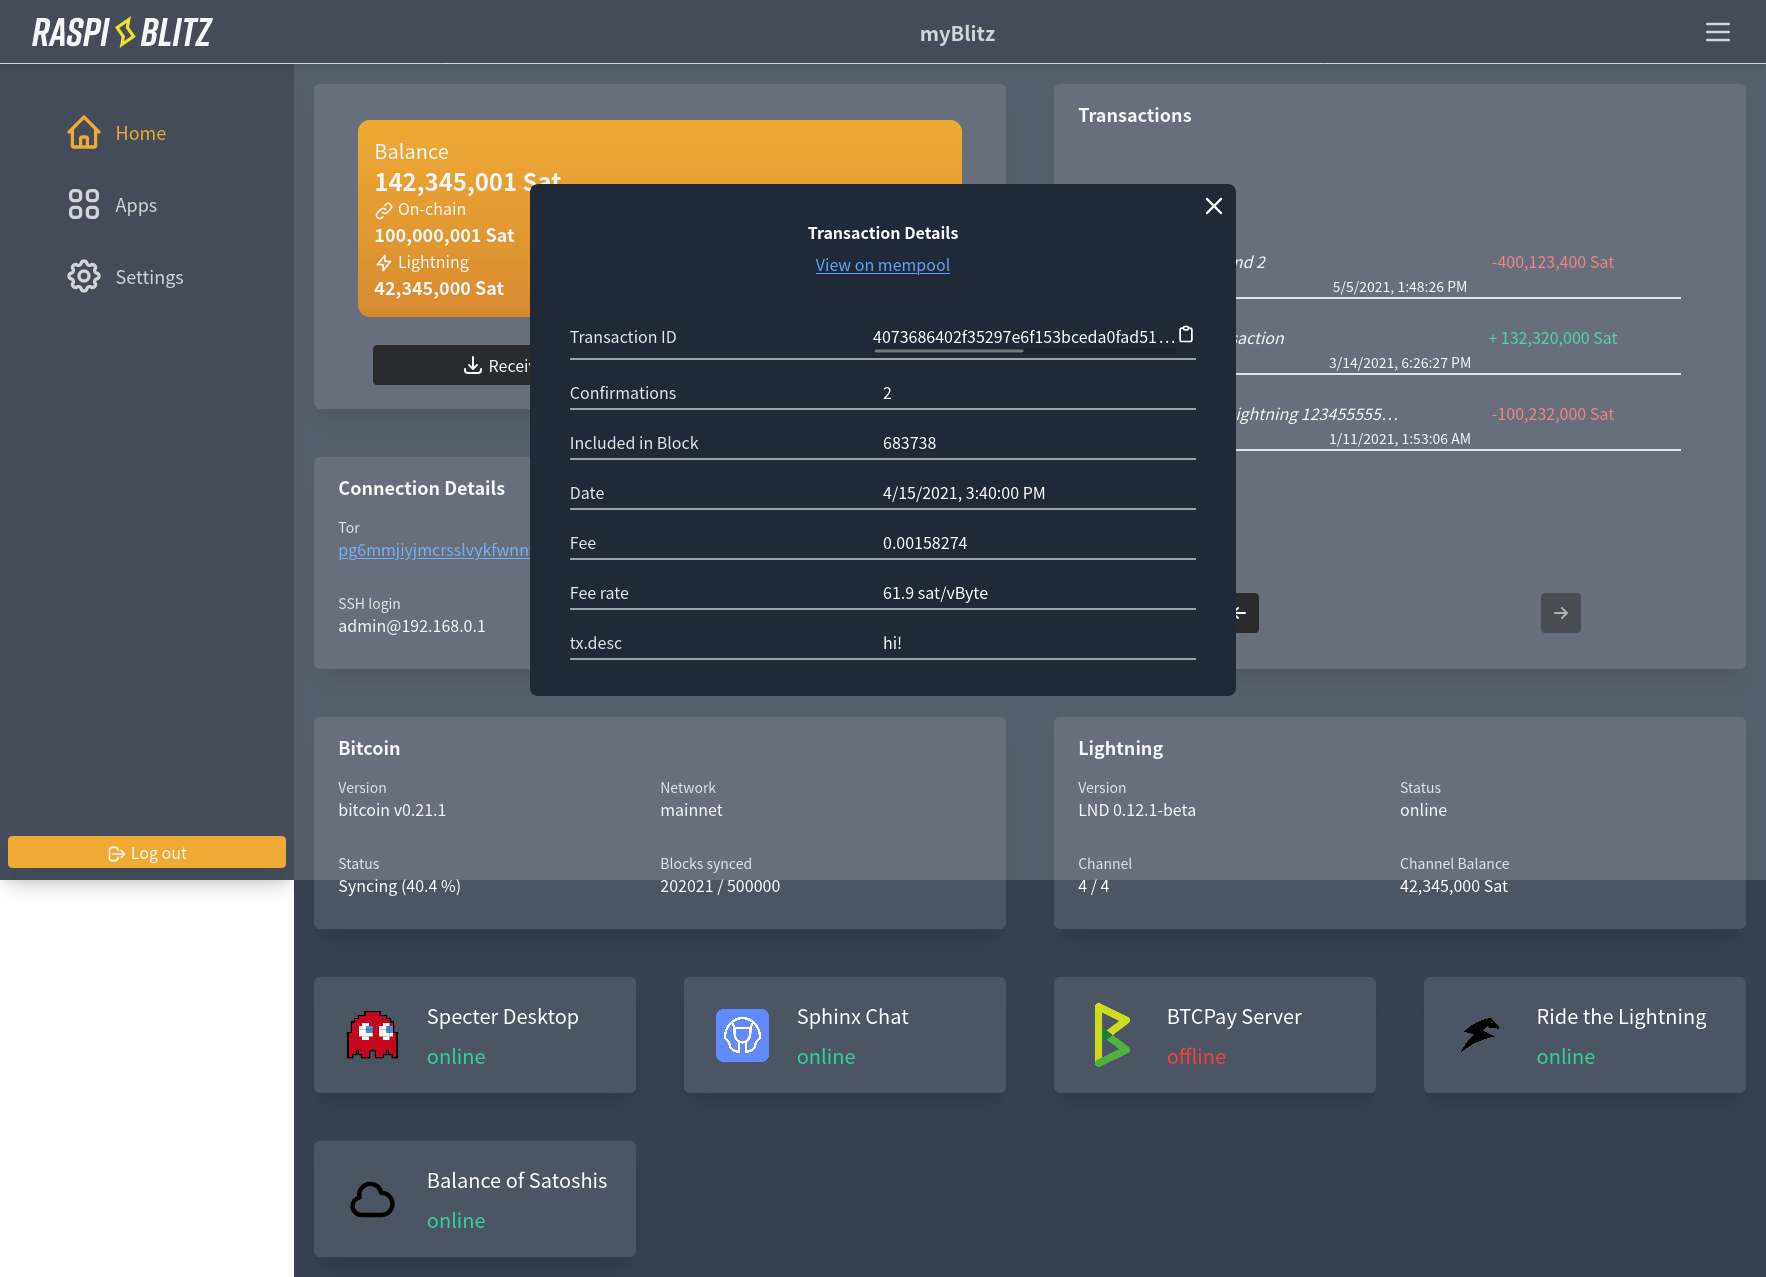 RASPI BLITZ
myBlitz
Home
Apps
Settings
Log out
Balance
142,345,001 Sat
On-chain
100,000,001 Sat
Lightning
42,345,000 Sat
Transactions
-400,123,400 Sat
5/5/2021, 1:48:26 PM
+ 132,320,000 Sat
3/14/2021, 6:26:27 PM
123455555…
-100,232,000 Sat
1/11/2021, 1:53:06 AM
Transaction Details
View on mempool
Transaction ID
4073686402f35297e6f153bceda0fad51…
Confirmations
2
Included in Block
683738
Date
4/15/2021, 3:40:00 PM
Fee
0.00158274
Fee rate
61.9 sat/vByte
tx.desc
hi!
Connection Details
Tor
pg6mmjiyjmcrsslvykfwnn
SSH login
admin@192.168.0.1
Bitcoin
Version
bitcoin v0.21.1
Network
mainnet
Status
Syncing (40.4 %)
Blocks synced
202021 / 500000
Lightning
Version
LND 0.12.1-beta
Status
online
Channel
4 / 4
Channel Balance
42,345,000 Sat
Specter Desktop
online
Sphinx Chat
online
BTCPay Server
offline
Ride the Lightning
online
Balance of Satoshis
online